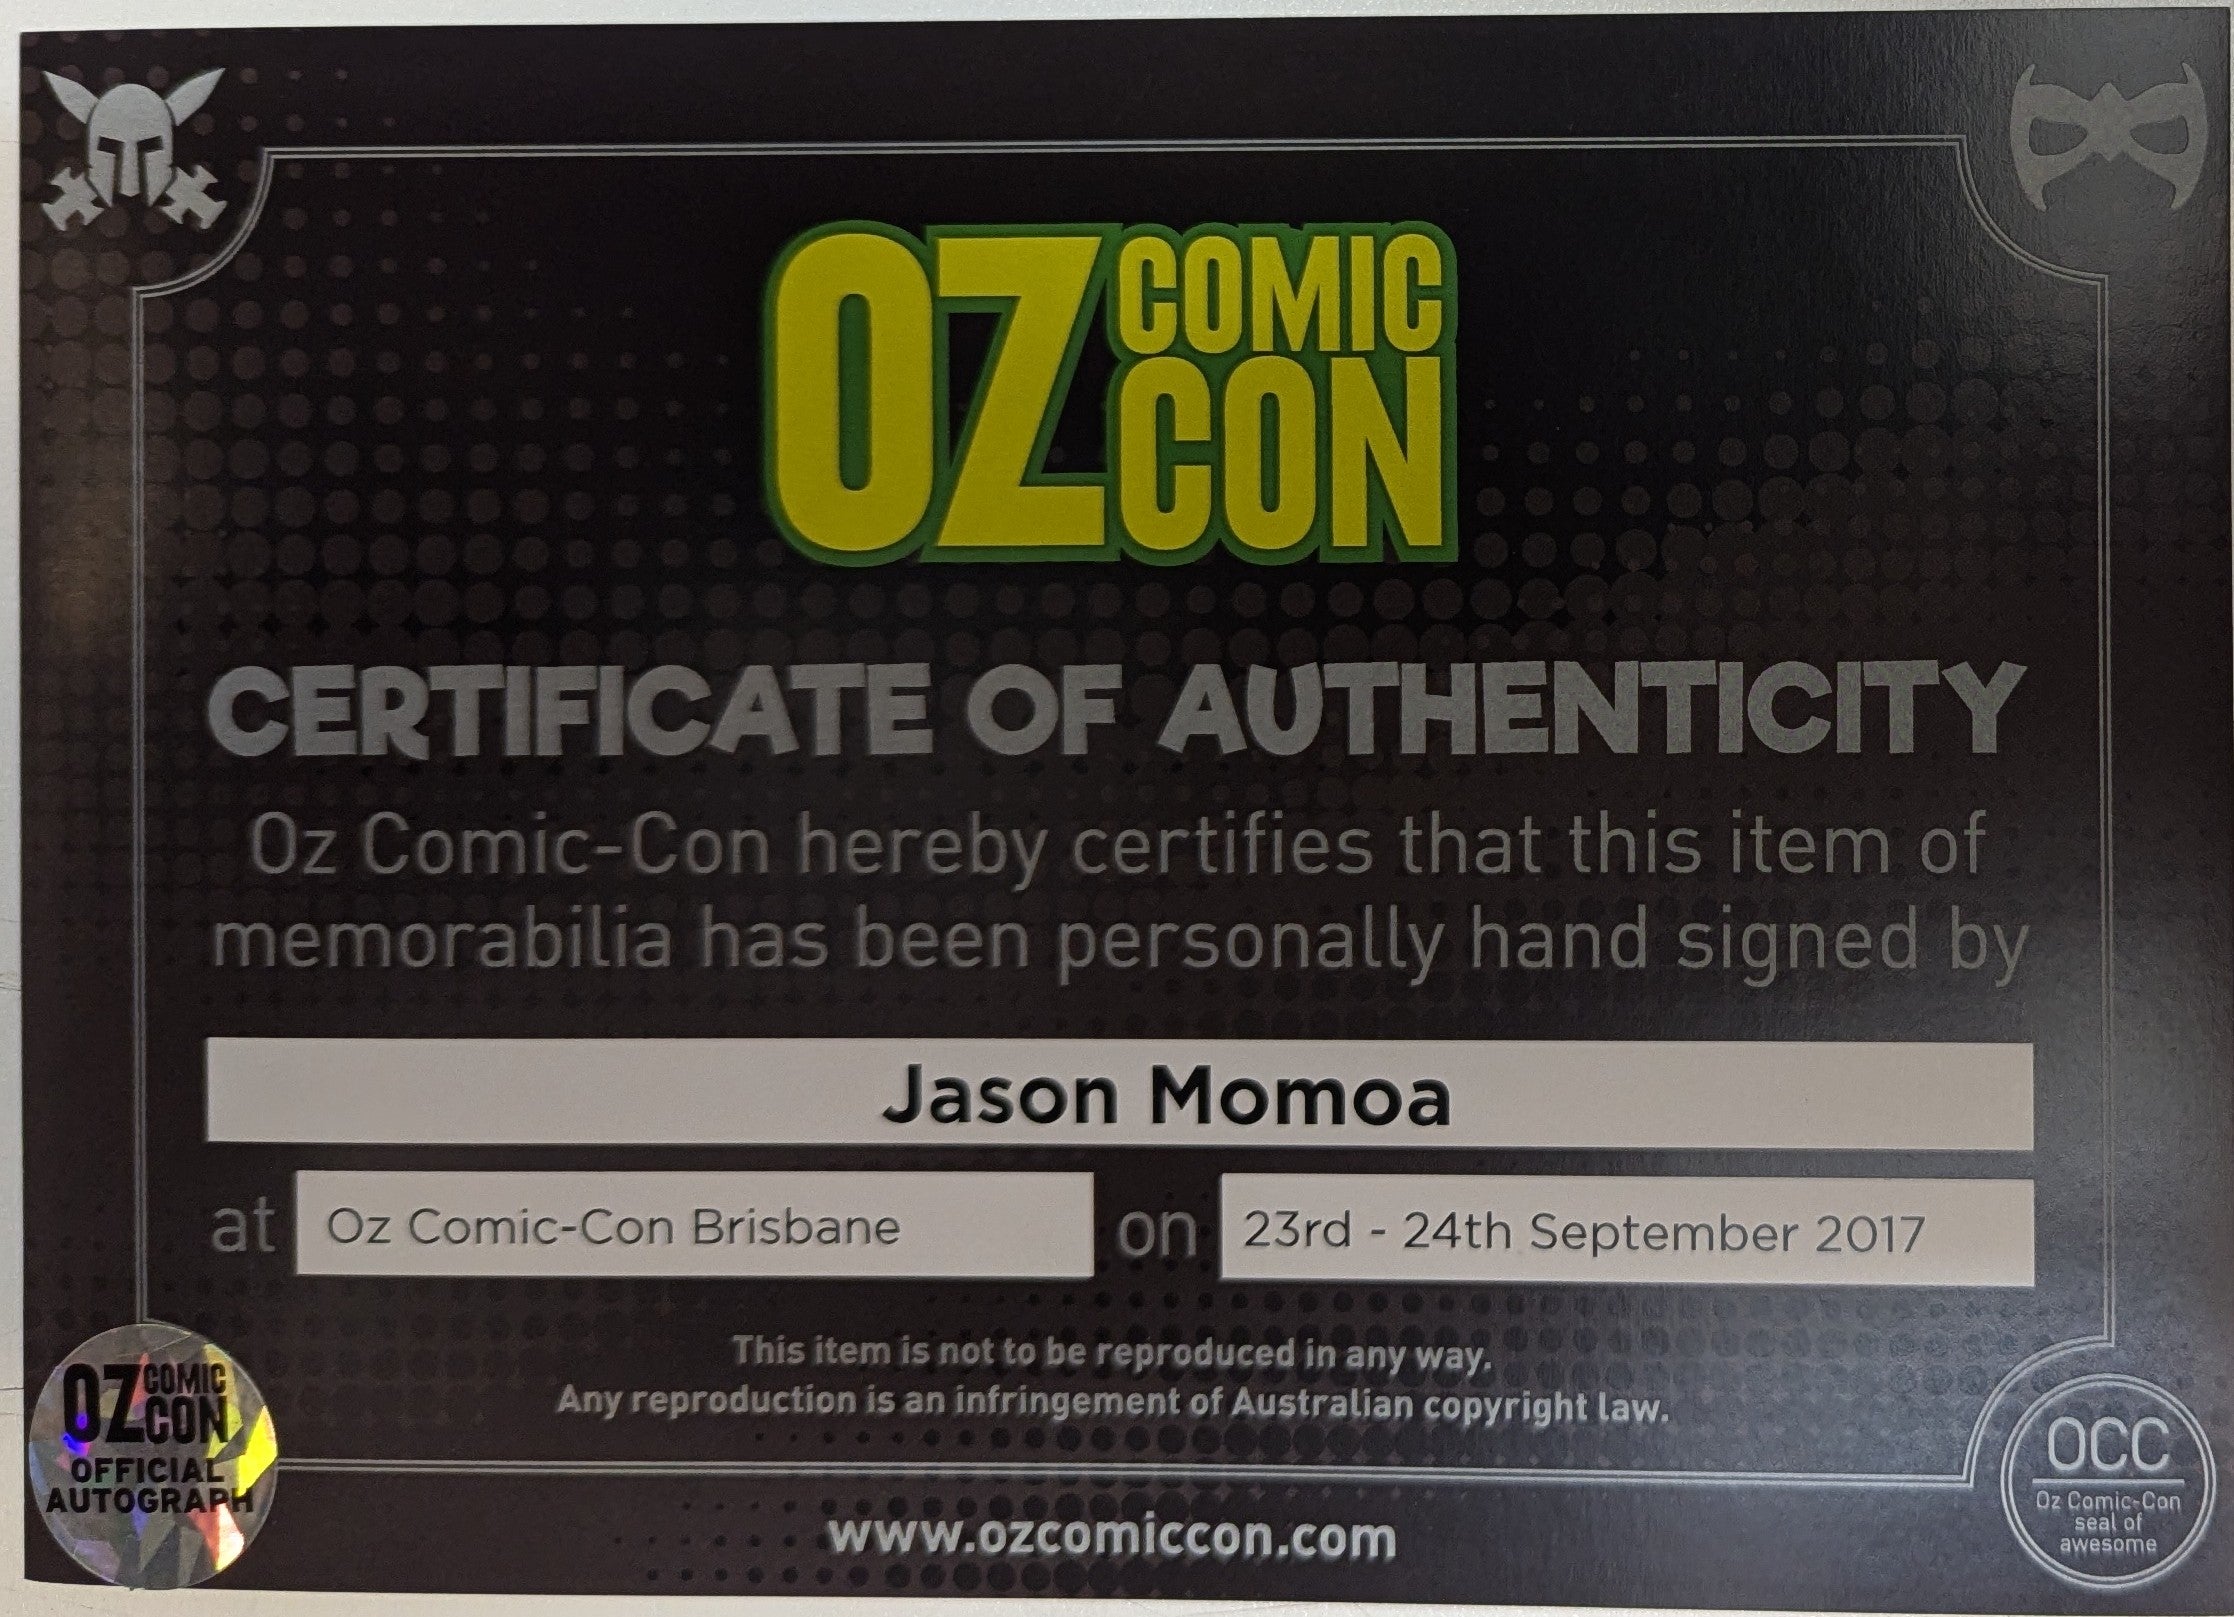 OZ COMIC
CON
CERTIFICATE OF AUTHENTICITY
Oz Comic-Con hereby certifies that this item of
memorabilia has been personally hand signed by
Jason Momoa
at Oz Comic-Con Brisbane on 23rd - 24th September 2017
This item is not to be reproduced in any way.
Any reproduction is an infringement of Australian copyright law.
OZ COMIC
CON
OFFICIAL
AUTOGRAPH
www.ozcomiccon.com
OCC
Oz Comic-Con
seal of
awesome